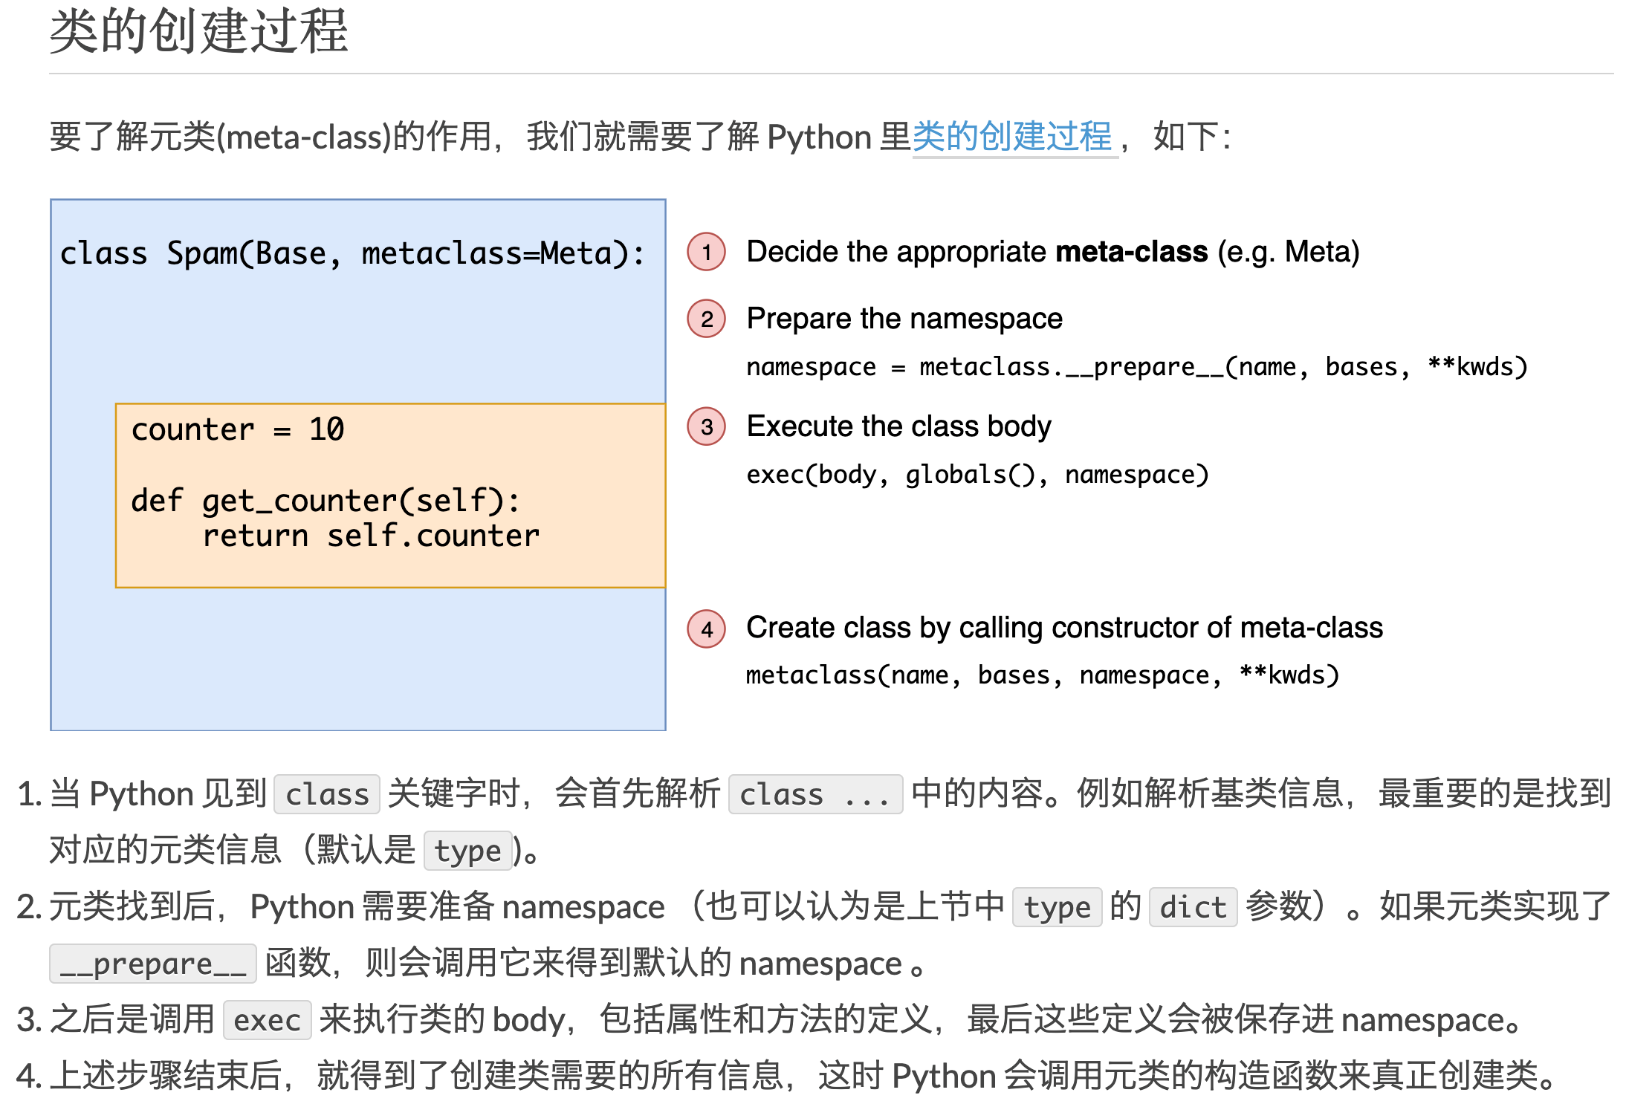 类的创建过程
要了解元类(meta-class)的作用，我们就需要了解 Python 里类的创建过程 ，如下：
class Spam(Base, metaclass=Meta):
1 Decide the appropriate meta-class (e.g. Meta)
2 Prepare the namespace
namespace = metaclass.__prepare__(name, bases, **kwds)
counter = 10
3 Execute the class body
exec(body, globals(), namespace)
def get_counter(self):
return self.counter
4 Create class by calling constructor of meta-class
metaclass(name, bases, namespace, **kwds)
1. 当 Python 见到 class 关键字时，会首先解析 class ... 中的内容。例如解析基类信息，最重要的是找到
对应的元类信息（默认是 type)。
2. 元类找到后，Python 需要准备 namespace （也可以认为是上节中 type 的 dict 参数）。如果元类实现了
__prepare__ 函数，则会调用它来得到默认的 namespace 。
3. 之后是调用 exec 来执行类的 body，包括属性和方法的定义，最后这些定义会被保存进 namespace。
4. 上述步骤结束后，就得到了创建类需要的所有信息，这时 Python 会调用元类的构造函数来真正创建类。